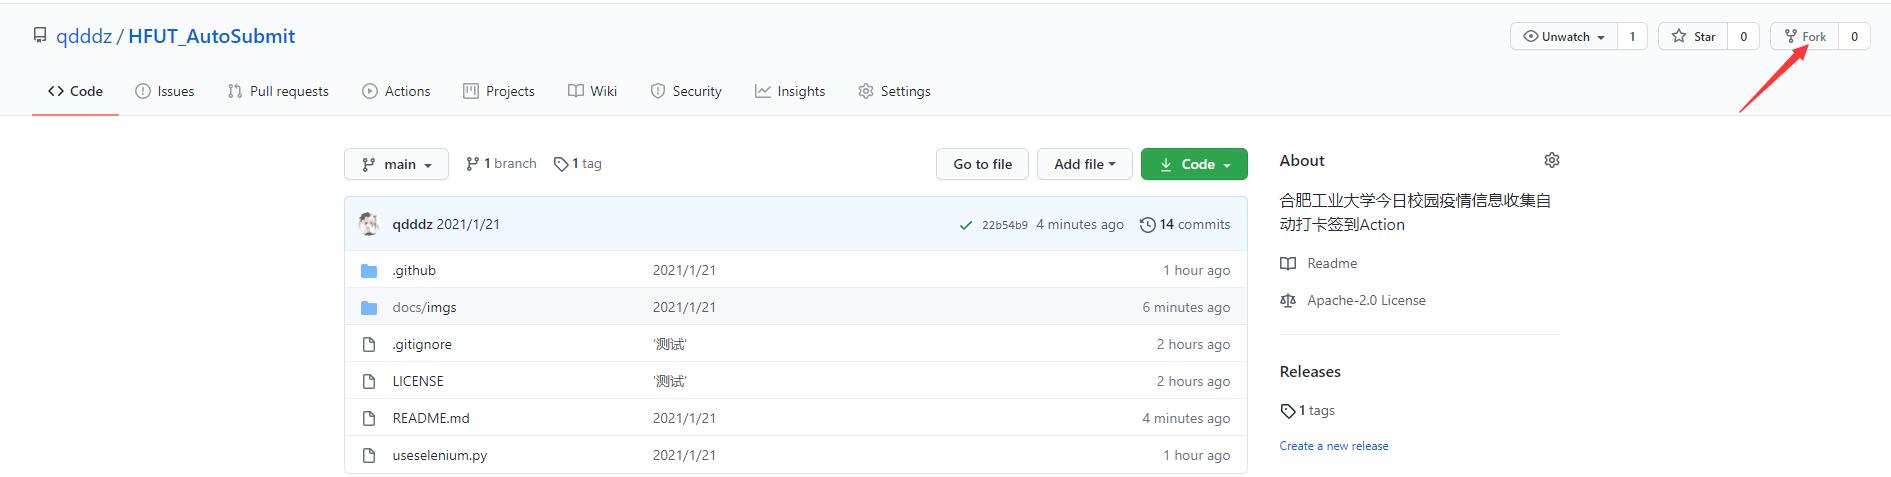 qdddz / HFUT_AutoSubmit
Unwatch 1 Star 0 Fork 0
Code Issues Pull requests Actions Projects Wiki Security Insights Settings
main 1 branch 1 tag Go to file Add file Code
qdddz 2021/1/21 22b54b9 4 minutes ago 14 commits
.github 2021/1/21 1 hour ago
docs/imgs 2021/1/21 6 minutes ago
.gitignore '测试' 2 hours ago
LICENSE '测试' 2 hours ago
README.md 2021/1/21 4 minutes ago
useselenium.py 2021/1/21 1 hour ago
About
合肥工业大学今日校园疫情信息收集自
动打卡签到Action
Readme
Apache-2.0 License
Releases
1 tags
Create a new release